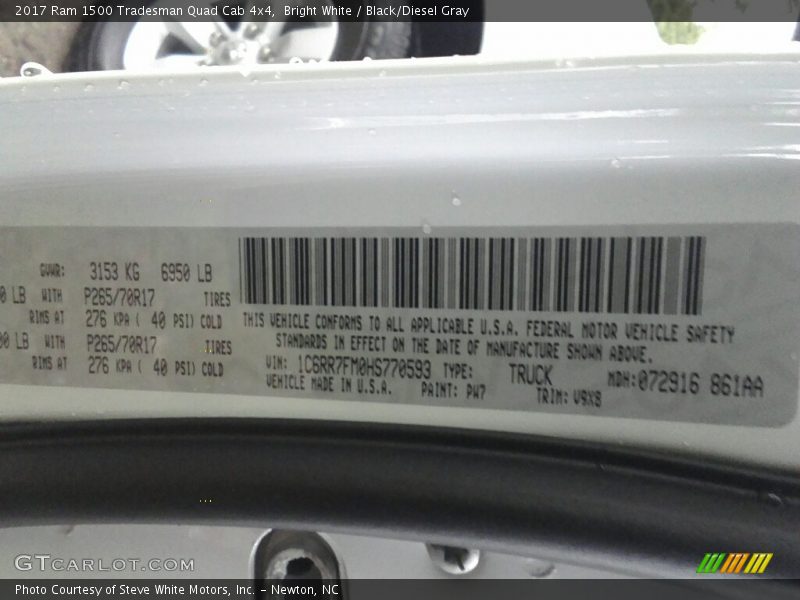 2017 Ram 1500 Tradesman Quad Cab 4x4, Bright White / Black/Diesel Gray
GVWR: 3153 KG 6950 LB
0 LB WITH P265/70R17 TIRES
RIMS AT 276 KPA ( 40 PSI) COLD
00 LB WITH P265/70R17 TIRES
RIMS AT 276 KPA ( 40 PSI) COLD
THIS VEHICLE CONFORMS TO ALL APPLICABLE U.S.A. FEDERAL MOTOR VEHICLE SAFETY
STANDARDS IN EFFECT ON THE DATE OF MANUFACTURE SHOWN ABOVE.
VIN: 1C6RR7FM0HS770593 TYPE: TRUCK MDH:072916 861AA
VEHICLE MADE IN U.S.A. PAINT: PW7 TRIM: V9X8
GTCARLOT.COM
Photo Courtesy of Steve White Motors, Inc. – Newton, NC